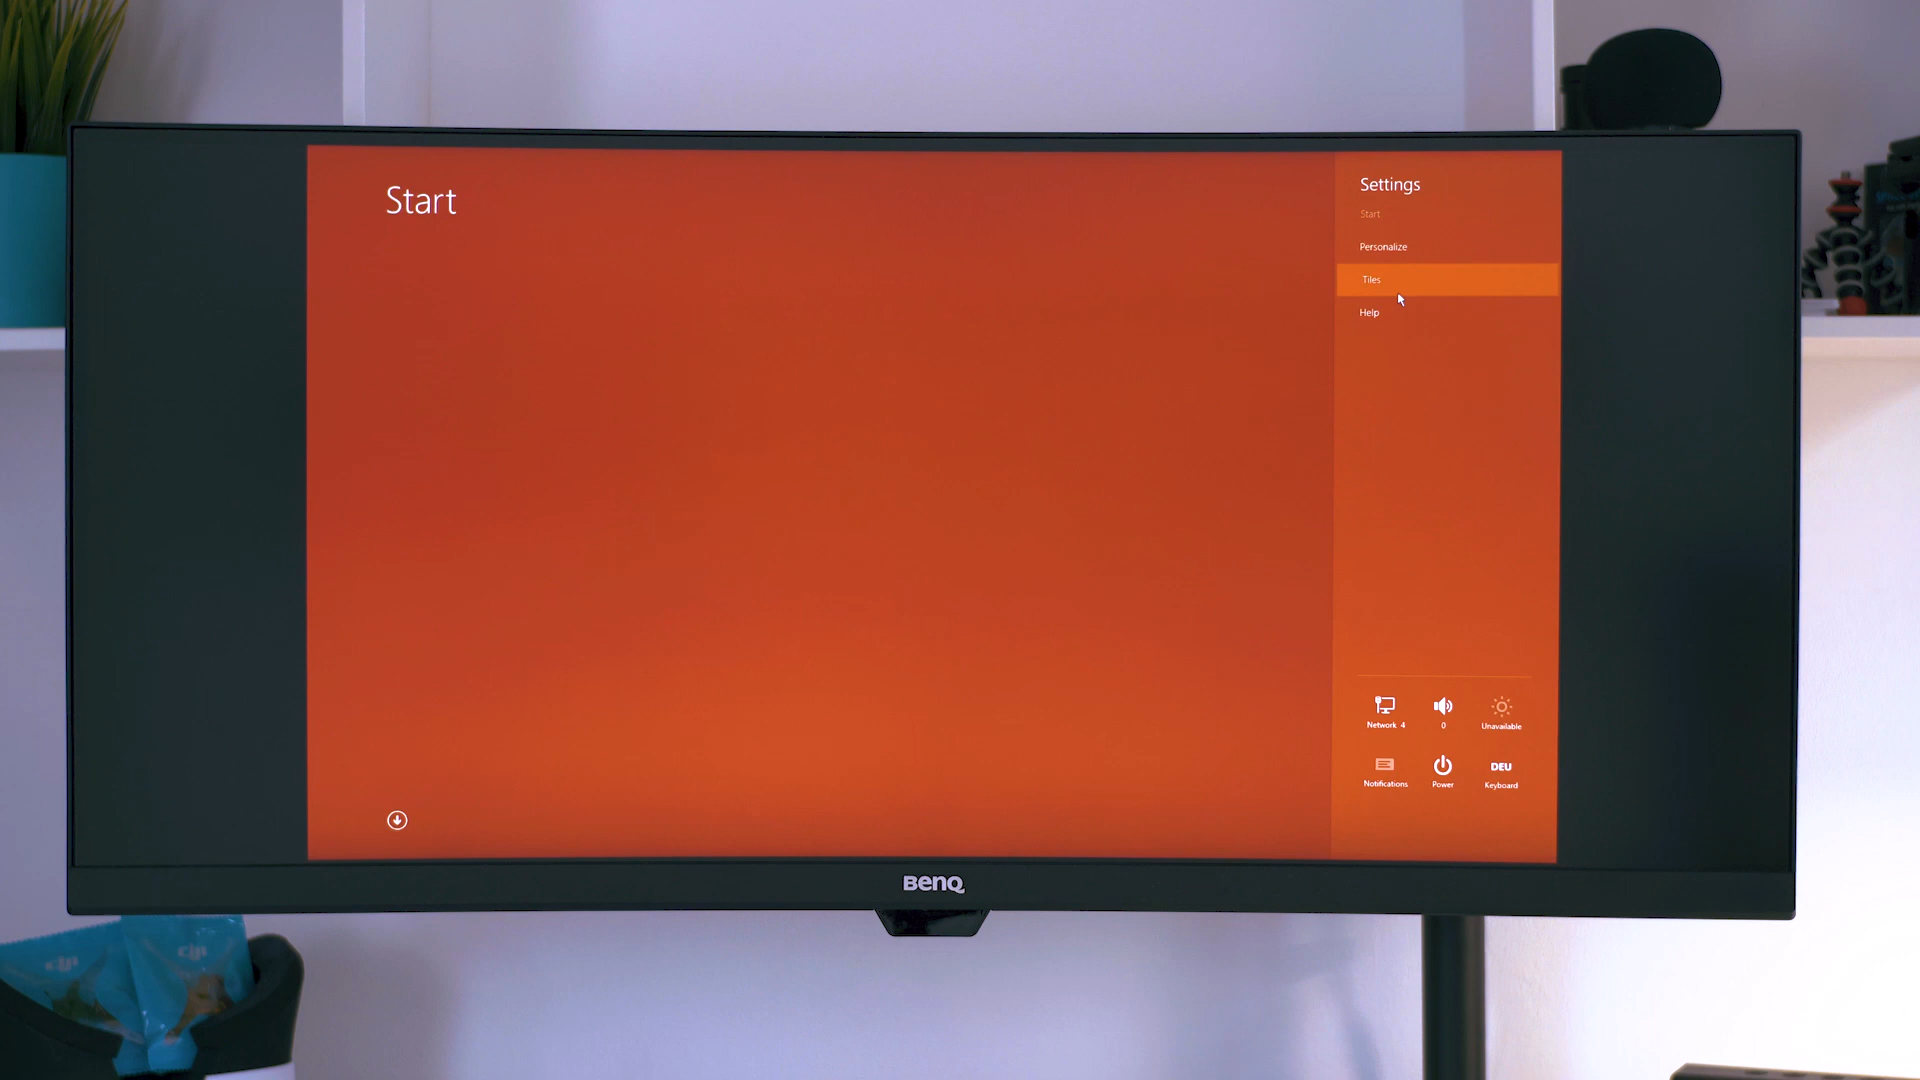 Start
Settings
Start
Personalize
Tiles
Help
Network 4
0
Unavailable
Notifications
Power
DEU
Keyboard
BenQ